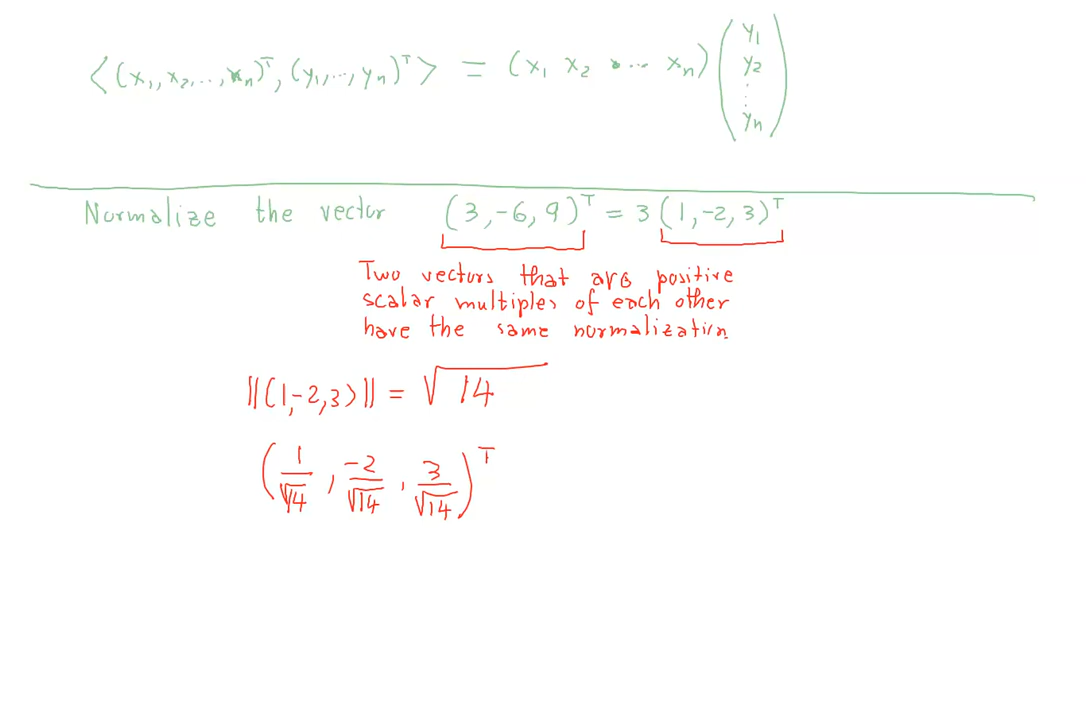 ⟨(x₁, x₂, ..., xₙ)ᵀ, (y₁, ..., yₙ)ᵀ⟩ = (x₁ x₂ ... xₙ) (y₁ y₂ ⋮ yₙ)
Normalize the vector (3, -6, 9)ᵀ = 3 (1, -2, 3)ᵀ
Two vectors that are positive
scalar multiples of each other
have the same normalization.
||(1, -2, 3)|| = √14
(1/√14, -2/√14, 3/√14)ᵀ